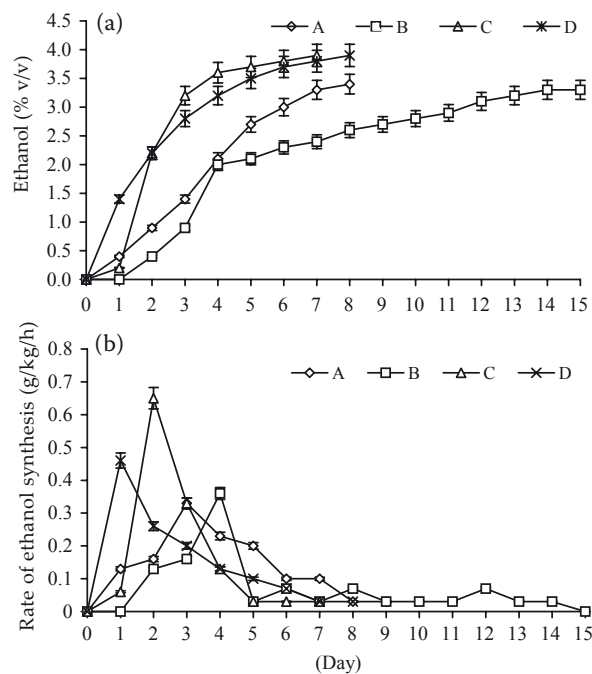 (a)
A B C D
Ethanol (% v/v)
4.5
4.0
3.5
3.0
2.5
2.0
1.5
1.0
0.5
0.0
0 1 2 3 4 5 6 7 8 9 10 11 12 13 14 15
(b)
A B C D
Rate of ethanol synthesis (g/kg/h)
0.8
0.7
0.6
0.5
0.4
0.3
0.2
0.1
0
0 1 2 3 4 5 6 7 8 9 10 11 12 13 14 15
(Day)